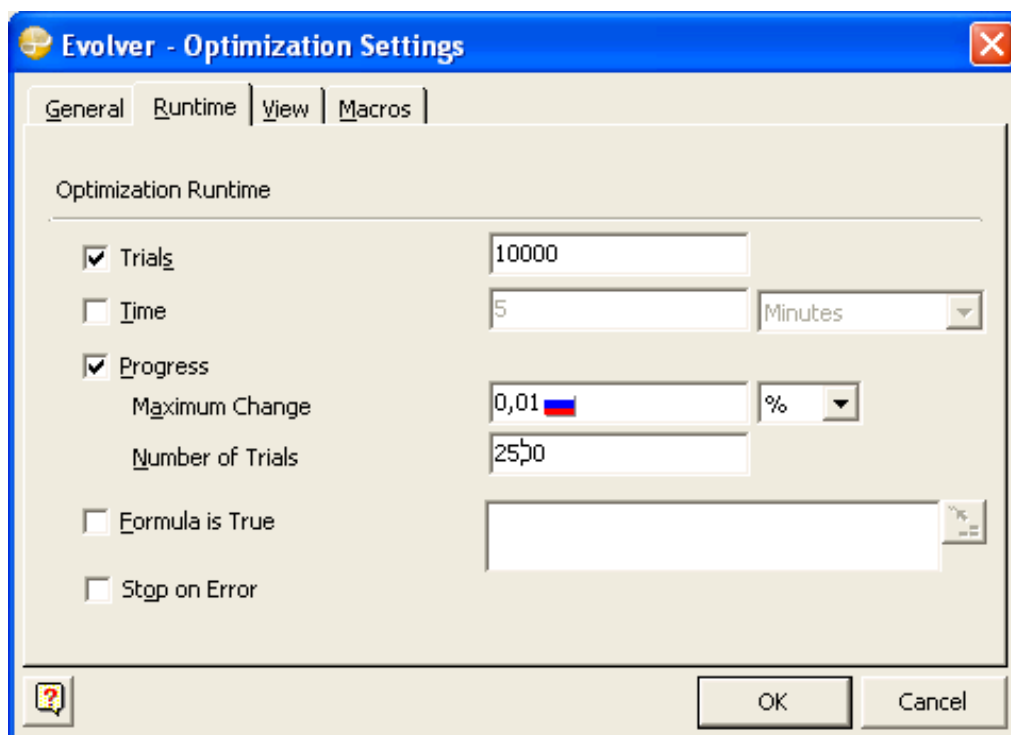 Evolver - Optimization Settings
General Runtime View Macros
Optimization Runtime
Trials 10000
Time 5 Minutes
Progress
Maximum Change 0,01 %
Number of Trials 2500
Formula is True
Stop on Error
OK Cancel